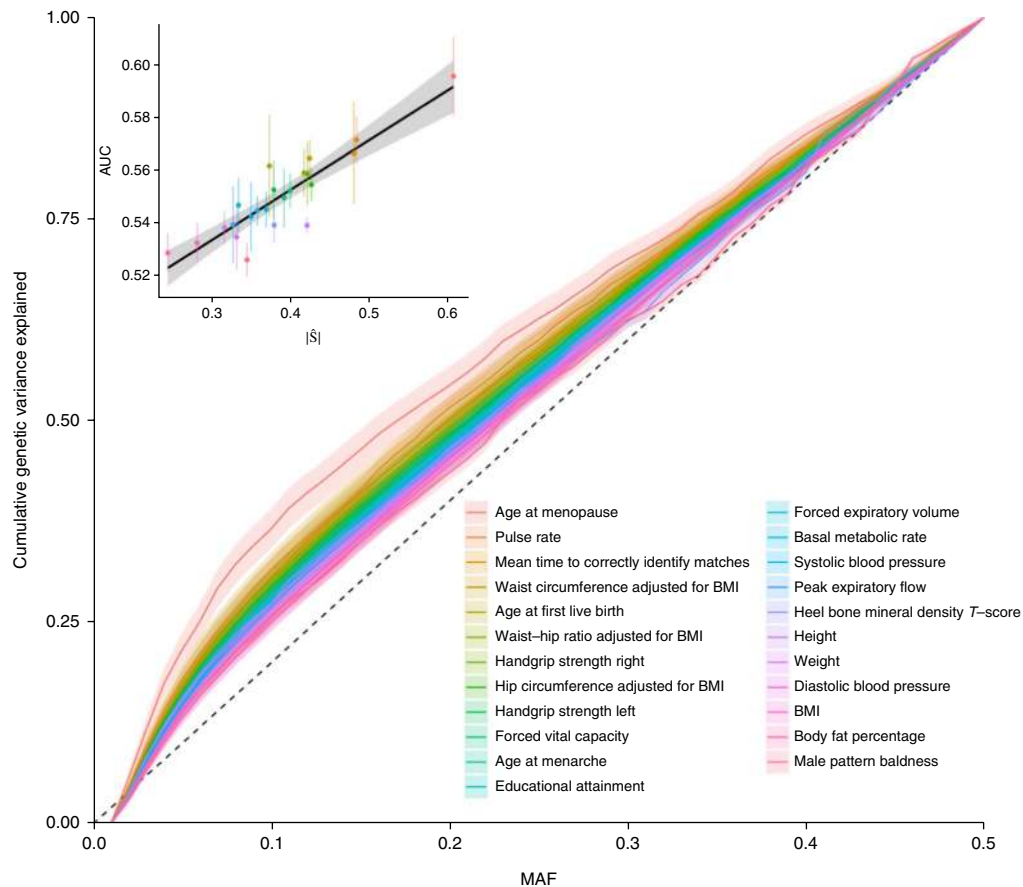 1.00
0.75
0.50
0.25
0.00
Cumulative genetic variance explained
0.60
0.58
0.56
0.54
0.52
AUC
0.3 0.4 0.5 0.6
|Ŝ|
Age at menopause
Pulse rate
Mean time to correctly identify matches
Waist circumference adjusted for BMI
Age at first live birth
Waist–hip ratio adjusted for BMI
Handgrip strength right
Hip circumference adjusted for BMI
Handgrip strength left
Forced vital capacity
Age at menarche
Educational attainment
Forced expiratory volume
Basal metabolic rate
Systolic blood pressure
Peak expiratory flow
Heel bone mineral density T–score
Height
Weight
Diastolic blood pressure
BMI
Body fat percentage
Male pattern baldness
0.0 0.1 0.2 0.3 0.4 0.5
MAF